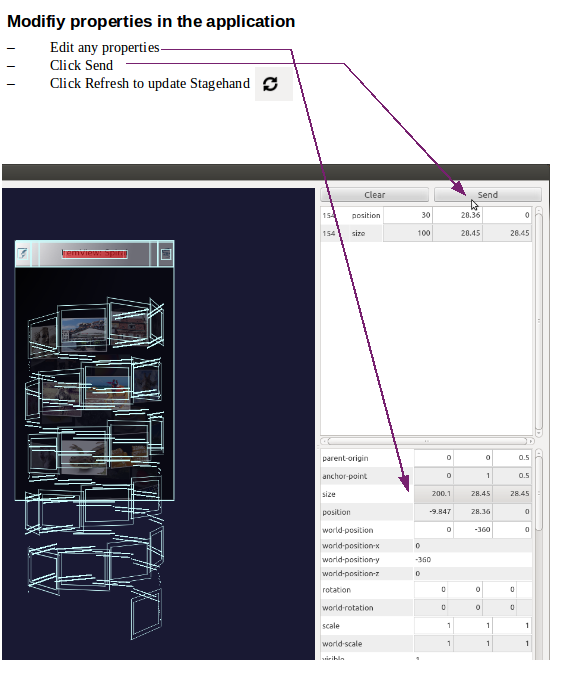 Modifiy properties in the application
– Edit any properties
– Click Send
– Click Refresh to update Stagehand
Clear Send
154 position 30 28.36 0
154 size 100 28.45 28.45
ItemView: Spiral
parent-origin 0 0 0.5
anchor-point 0 1 0.5
size 200.1 28.45 28.45
position -9.847 28.36 0
world-position 0 -360 0
world-position-x 0
world-position-y -360
world-position-z 0
rotation 0 0 0
world-rotation 0 0 0
scale 1 1 1
world-scale 1 1 1
visible 1